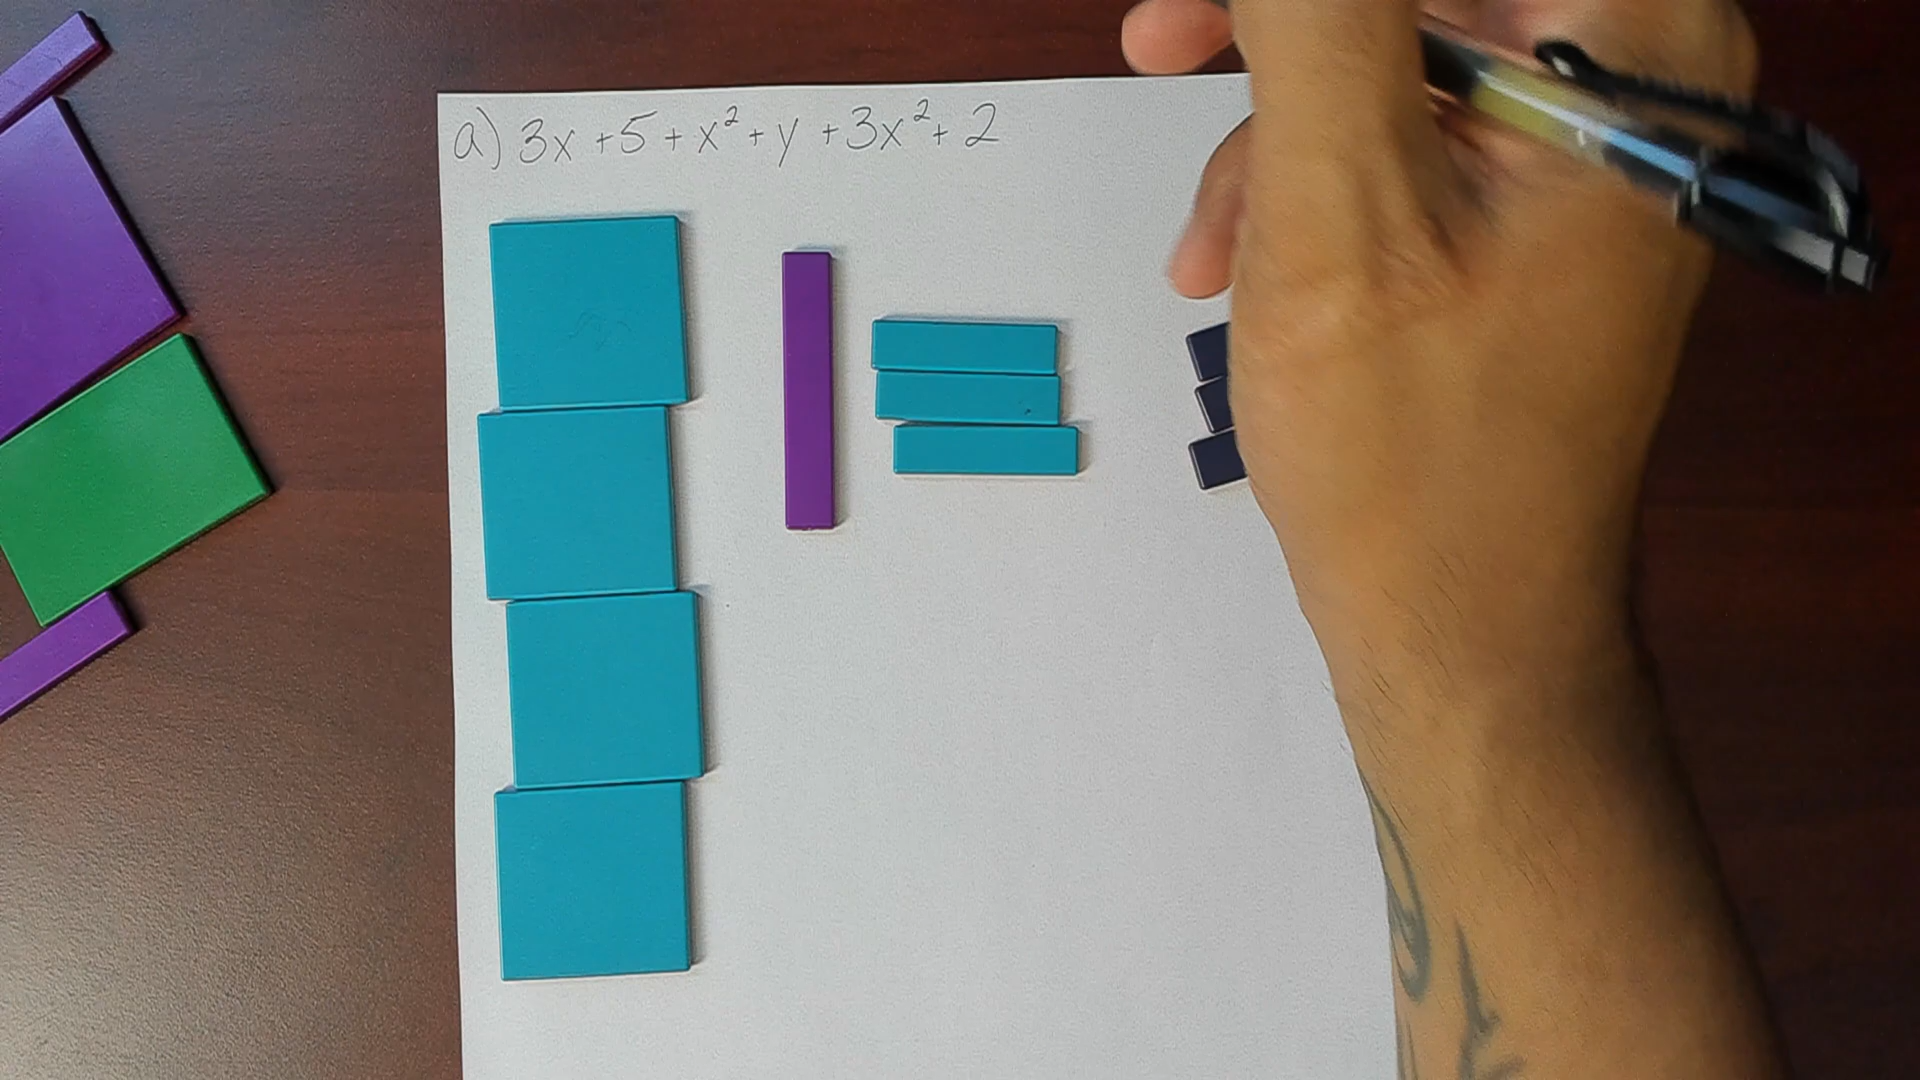 a) 3x + 5 + x² + y + 3x² + 2